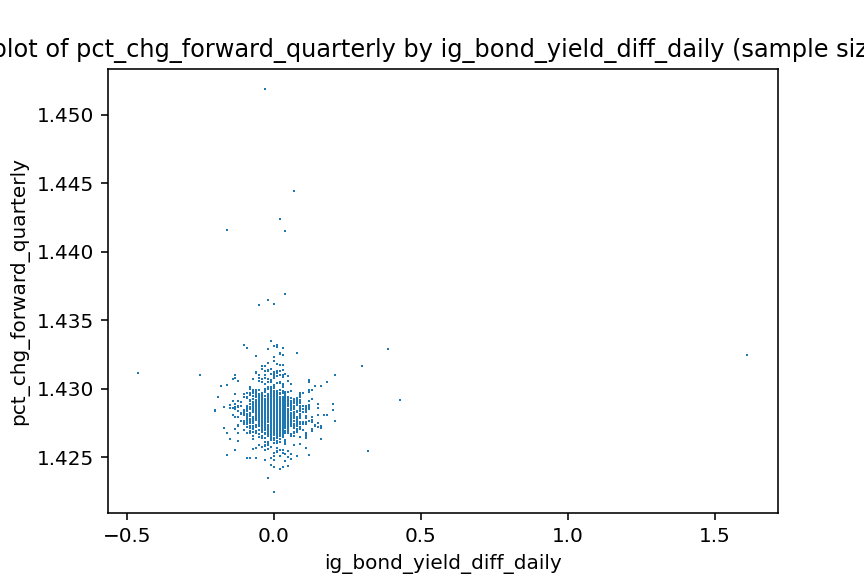 plot of pct_chg_forward_quarterly by ig_bond_yield_diff_daily (sample siz
1.450
1.445
1.440
1.435
1.430
1.425
pct_chg_forward_quarterly
−0.5 0.0 0.5 1.0 1.5
ig_bond_yield_diff_daily